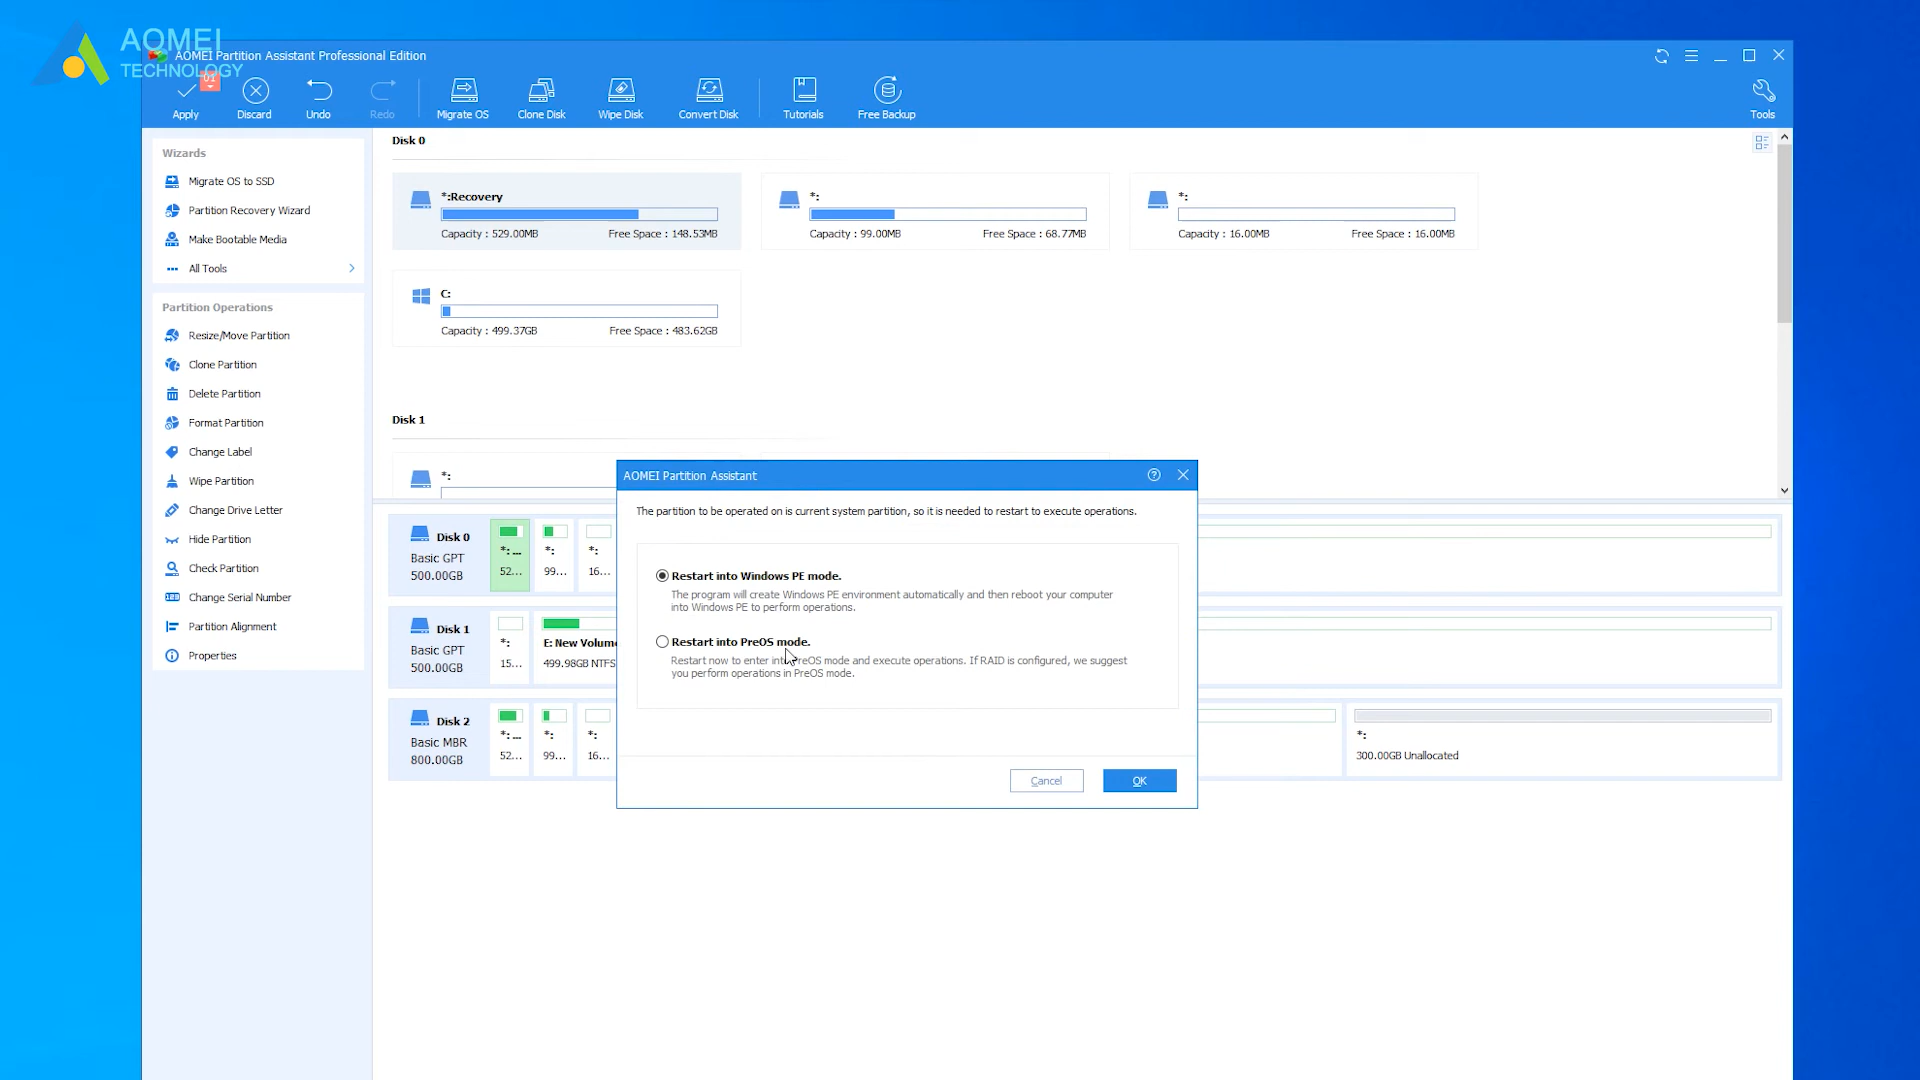 AOMEI
TECHNOLOGY
AOMEI Partition Assistant Professional Edition
01
Apply
Discard
Undo
Redo
Migrate OS
Clone Disk
Wipe Disk
Convert Disk
Tutorials
Free Backup
Tools
Wizards
Migrate OS to SSD
Partition Recovery Wizard
Make Bootable Media
All Tools
Partition Operations
Resize/Move Partition
Clone Partition
Delete Partition
Format Partition
Change Label
Wipe Partition
Change Drive Letter
Hide Partition
Check Partition
Change Serial Number
Partition Alignment
Properties
Disk 0
*:Recovery
Capacity : 529.00MB Free Space : 148.53MB
*:
Capacity : 99.00MB Free Space : 68.77MB
*:
Capacity : 16.00MB Free Space : 16.00MB
C:
Capacity : 499.37GB Free Space : 483.62GB
Disk 1
*:
Disk 0
Basic GPT
500.00GB
*:...
52...
*:
99...
*:
16...
Disk 1
Basic GPT
500.00GB
*:
15...
E: New Volum
499.98GB NTFS
Disk 2
Basic MBR
800.00GB
*:...
52...
*:
99...
*:
16...
*:
300.00GB Unallocated
AOMEI Partition Assistant
The partition to be operated on is current system partition, so it is needed to restart to execute operations.
Restart into Windows PE mode.
The program will create Windows PE environment automatically and then reboot your computer
into Windows PE to perform operations.
Restart into PreOS mode.
Restart now to enter into PreOS mode and execute operations. If RAID is configured, we suggest
you perform operations in PreOS mode.
Cancel
OK